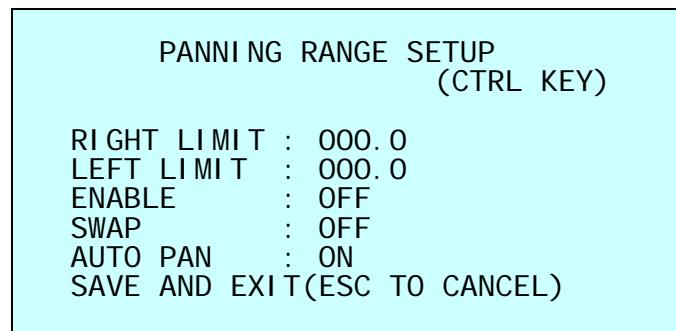 PANNING RANGE SETUP
(CTRL KEY)
RIGHT LIMIT : 000.0
LEFT LIMIT : 000.0
ENABLE : OFF
SWAP : OFF
AUTO PAN : ON
SAVE AND EXIT(ESC TO CANCEL)